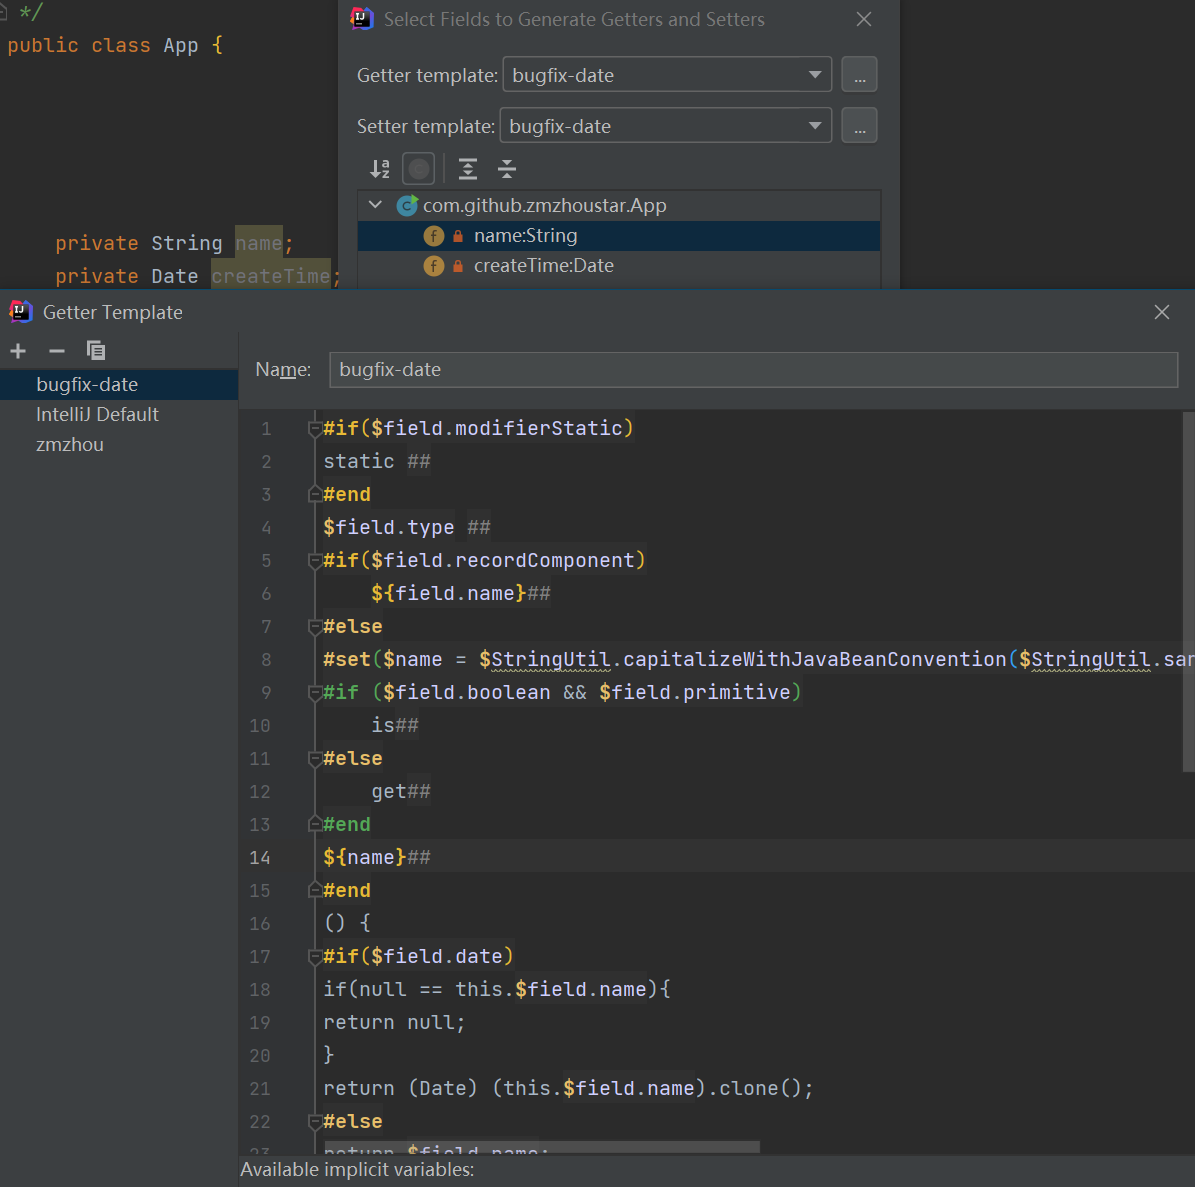 */
public class App {
private String name;
private Date createTime;
Select Fields to Generate Getters and Setters
Getter template: bugfix-date ...
Setter template: bugfix-date ...
com.github.zmzhoustar.App
name:String
createTime:Date
Getter Template
bugfix-date
IntelliJ Default
zmzhou
Name: bugfix-date
1 #if($field.modifierStatic)
2 static ##
3 #end
4 $field.type ##
5 #if($field.recordComponent)
6 ${field.name}##
7 #else
8 #set($name = $StringUtil.capitalizeWithJavaBeanConvention($StringUtil.san
9 #if ($field.boolean && $field.primitive)
10 is##
11 #else
12 get##
13 #end
14 ${name}##
15 #end
16 () {
17 #if($field.date)
18 if(null == this.$field.name){
19 return null;
20 }
21 return (Date) (this.$field.name).clone();
22 #else
23 return $field.name;
Available implicit variables: